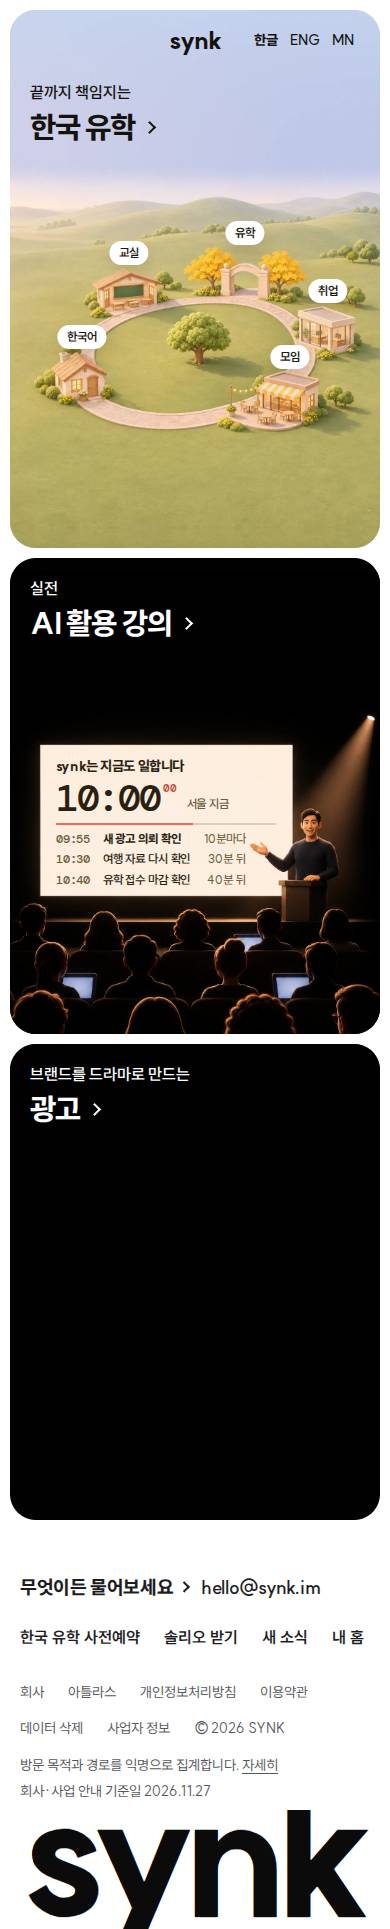 synk 한글 ENG MN
끝까지 책임지는
한국 유학
유학
교실
취업
한국어
모임
실전
AI 활용 강의
synk는 지금도 일합니다
10:00 00 서울 지금
09:55 새 광고 의뢰 확인 10분마다
10:30 여행 자료 다시 확인 30분 뒤
10:40 유학 접수 마감 확인 40분 뒤
브랜드를 드라마로 만드는
광고
무엇이든 물어보세요 hello@synk.im
한국 유학 사전예약 솔리오 받기 새 소식 내 홈
회사 아틀라스 개인정보처리방침 이용약관
데이터 삭제 사업자 정보 © 2026 SYNK
방문 목적과 경로를 익명으로 집계합니다. 자세히
회사·사업 안내 기준일 2026.11.27
synk